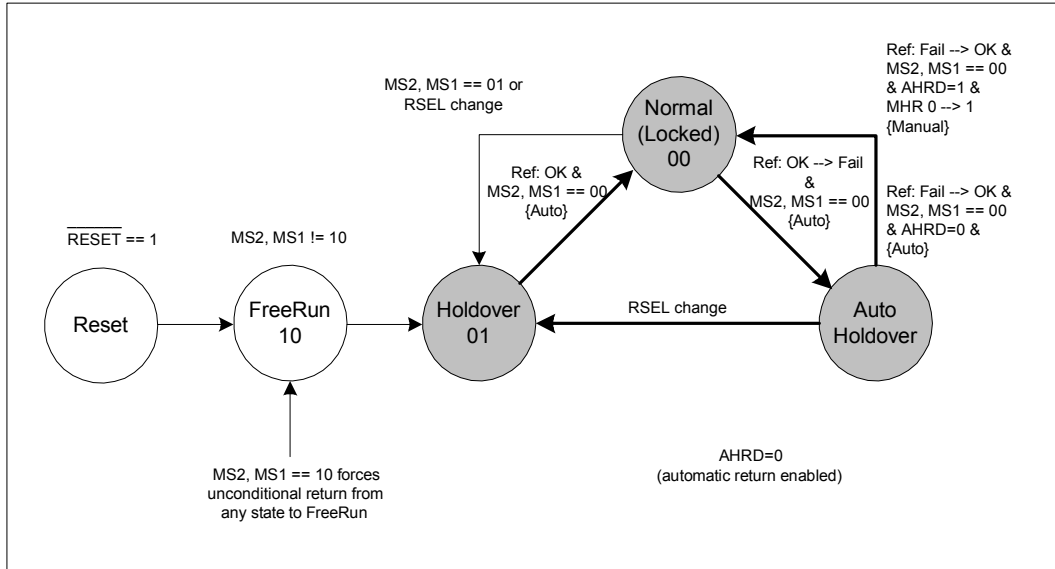 Ref: Fail --> OK &
MS2, MS1 == 00
& AHRD=1 &
MHR 0 --> 1
{Manual}
MS2, MS1 == 01 or
RSEL change
Normal
(Locked)
00
Ref: OK &
MS2, MS1 == 00
{Auto}
Ref: OK --> Fail
&
MS2, MS1 == 00
{Auto}
Ref: Fail --> OK &
MS2, MS1 == 00
& AHRD=0 &
{Auto}
RESET == 1
MS2, MS1 != 10
Reset
FreeRun
10
Holdover
01
RSEL change
Auto
Holdover
MS2, MS1 == 10 forces
unconditional return from
any state to FreeRun
AHRD=0
(automatic return enabled)